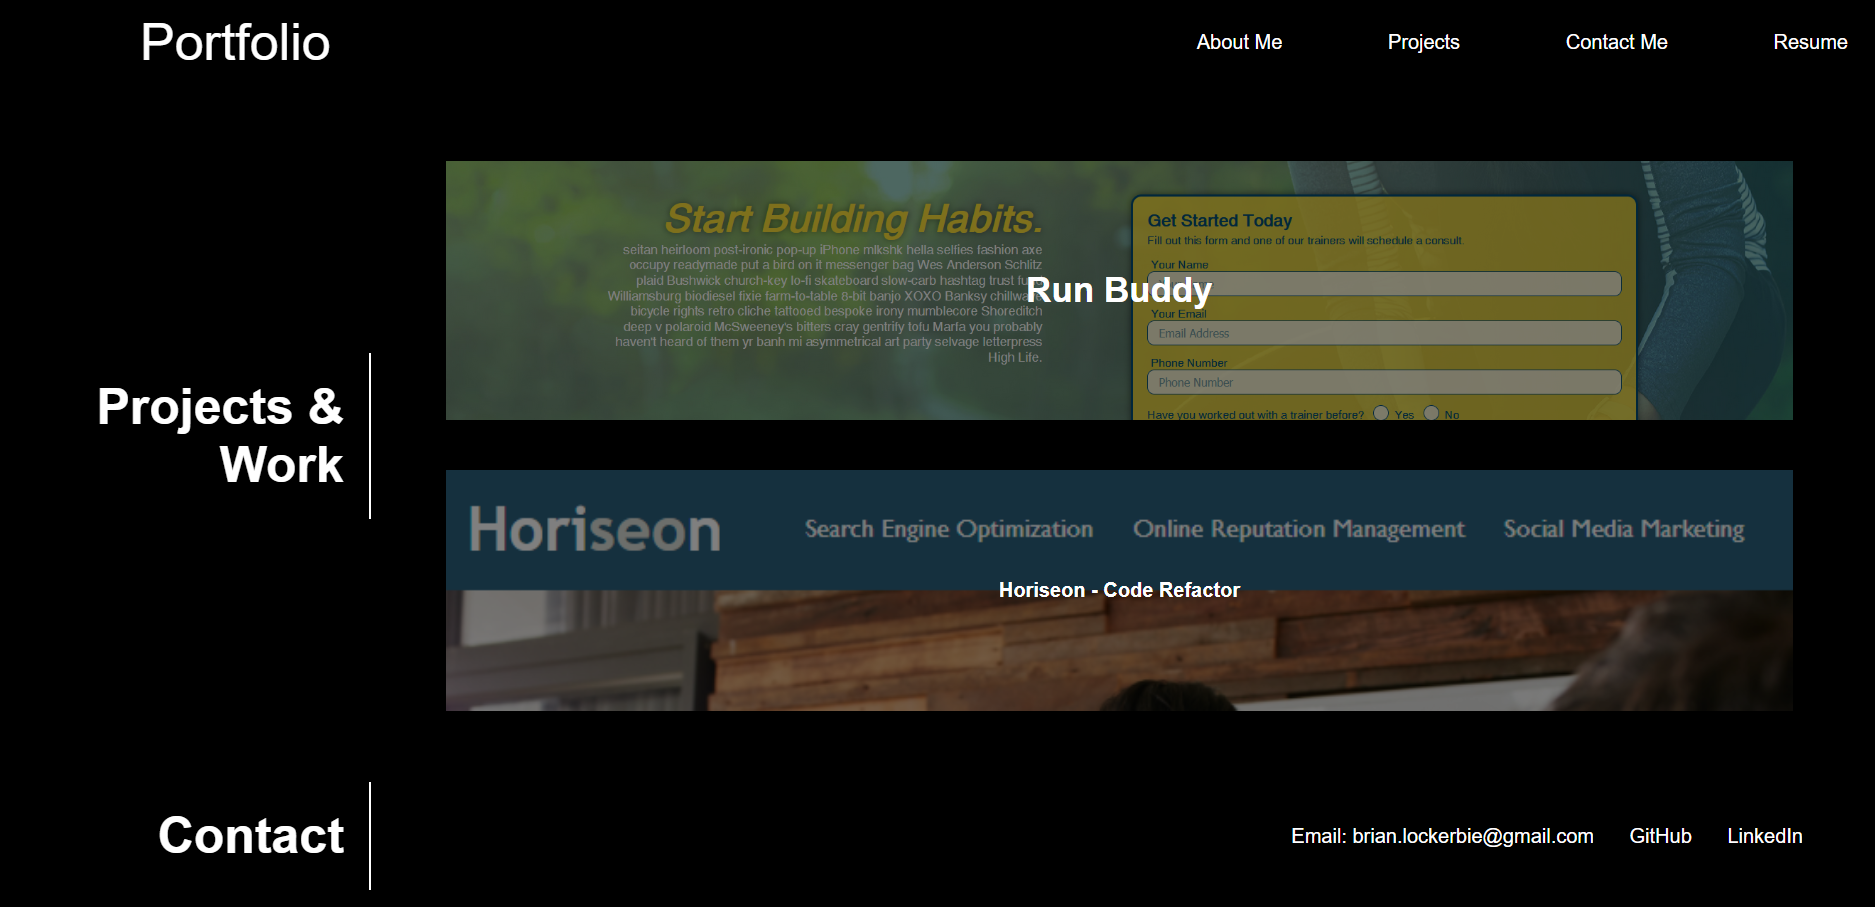 Portfolio
About Me
Projects
Contact Me
Resume
Projects &
Work
Start Building Habits.
seitan heirloom post-ironic pop-up iPhone mlkshk hella selfies fashion axe
occupy readymade put a bird on it messenger bag Wes Anderson Schlitz
plaid Bushwick church-key lo-fi skateboard slow-carb hashtag trust
Williamsburg biodiesel fixie farm-to-table 8-bit banjo XOXO Banksy
bicycle rights retro cliche tattooed bespoke irony mumblecore Shoreditch
deep v polaroid McSweeney's bitters cray gentrify tofu Marfa you probably
haven't heard of them yr banh mi asymmetrical art party selvage letterpress
High Life.
Run Buddy
Get Started Today
Fill out this form and one of our trainers will schedule a consult.
Your Name
Your Email
Email Address
Phone Number
Phone Number
Have you worked out with a trainer before? Yes No
Horiseon
Search Engine Optimization
Online Reputation Management
Social Media Marketing
Horiseon - Code Refactor
Contact
Email: brian.lockerbie@gmail.com
GitHub
LinkedIn